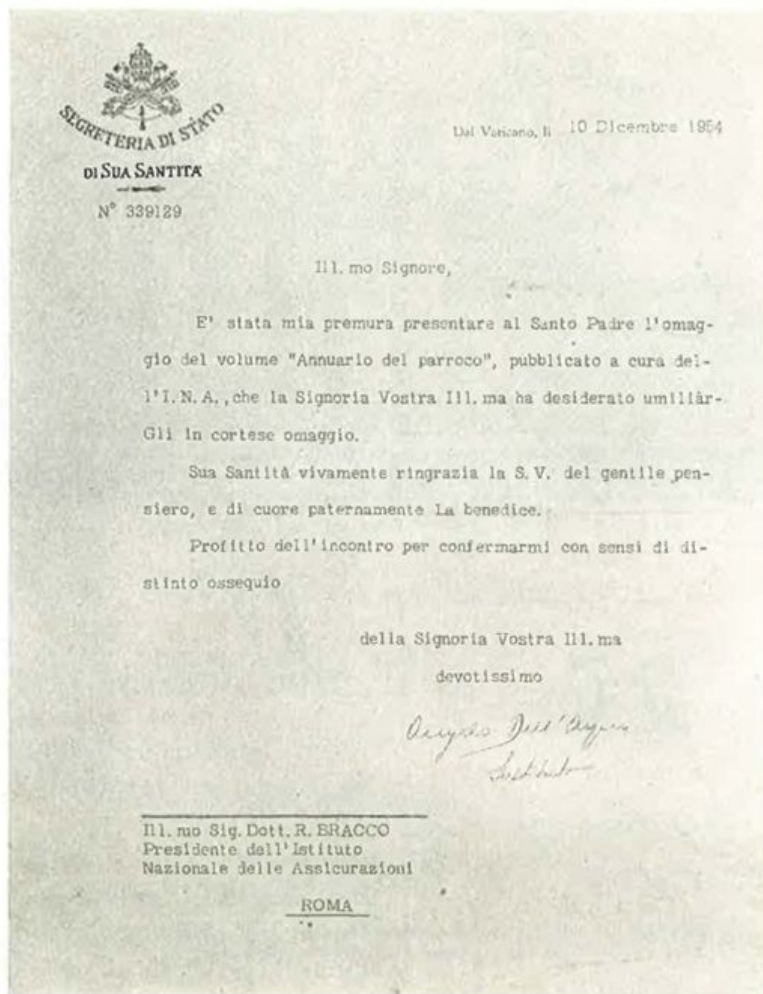 SEGRETERIA DI STATO
DI SUA SANTITA'
N° 339129
Dal Vaticano, li 10 Dicembre 1954
Ill.mo Signore,
E' stata mia premura presentare al Santo Padre l'omag-
gio del volume "Annuario del parroco", pubblicato a cura del-
l'I.N.A., che la Signoria Vostra Ill.ma ha desiderato umiliàr-
Gli in cortese omaggio.
Sua Santità vivamente ringrazia la S.V. del gentile pen-
siero, e di cuore paternamente La benedice.
Profitto dell'incontro per confermarmi con sensi di di-
stinto ossequio
della Signoria Vostra Ill.ma
devotissimo
Angelo Dell'Acqua
Sostituto
Ill.mo Sig. Dott. R. BRACCO
Presidente dell'Istituto
Nazionale delle Assicurazioni
ROMA